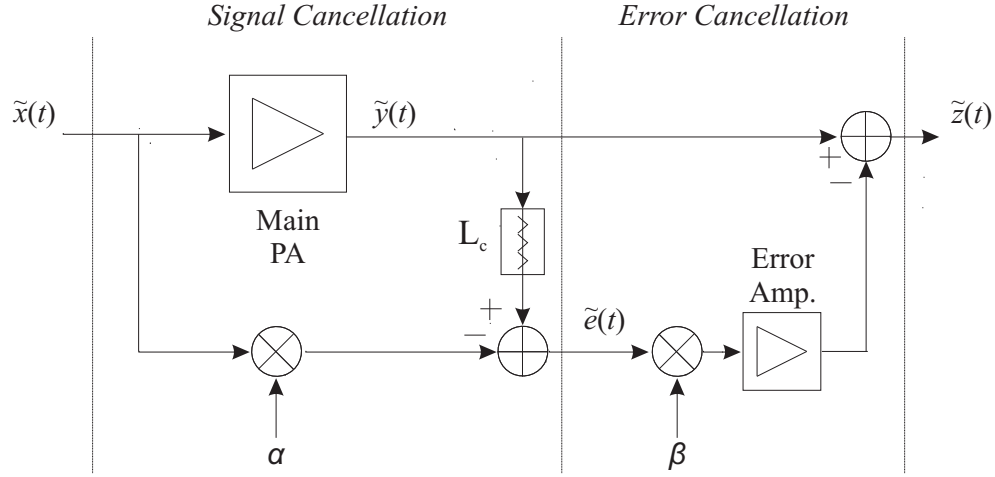 Signal Cancellation
Error Cancellation
x̃(t)
ỹ(t)
z̃(t)
Main
PA
L_c
+
−
+
−
Error
Amp.
ẽ(t)
α
β